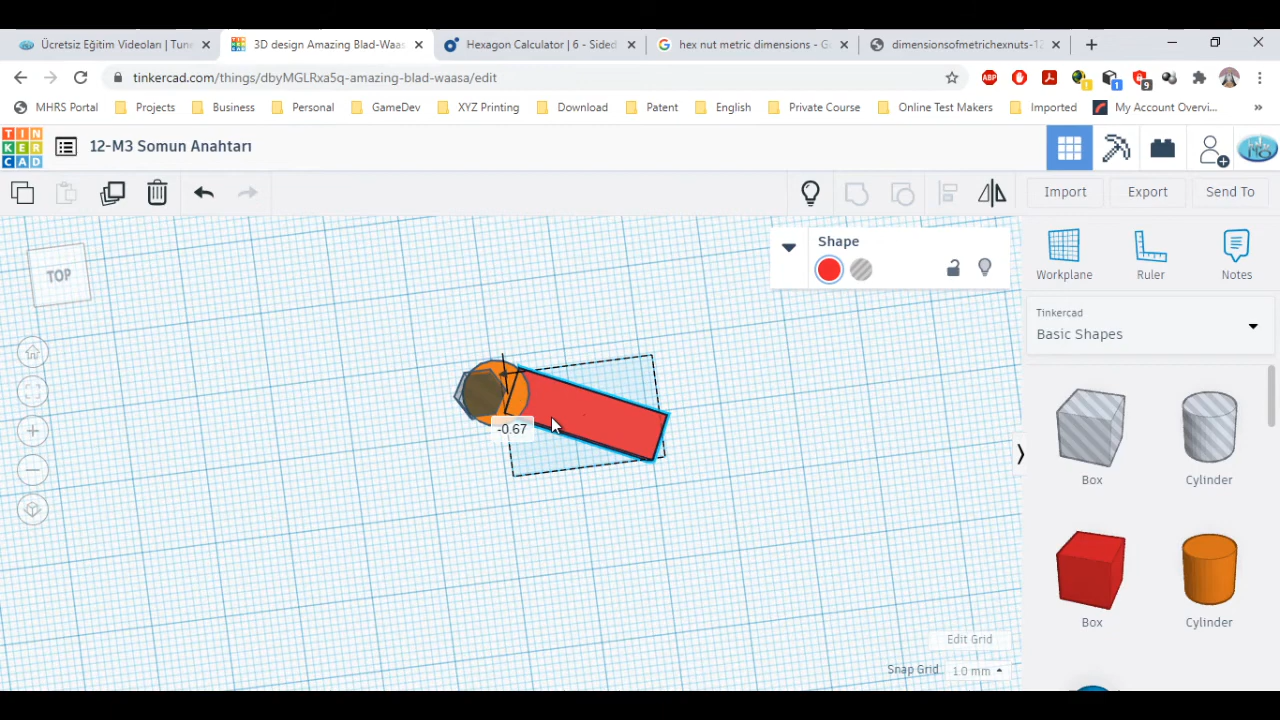 Ücretsiz Eğitim Videoları | Tune
3D design Amazing Blad-Waas
Hexagon Calculator | 6 - Sided
hex nut metric dimensions - G
dimensionsofmetrichexnuts-12
tinkercad.com/things/dbyMGLRxa5q-amazing-blad-waasa/edit
ABP
1
9
MHRS Portal
Projects
Business
Personal
GameDev
XYZ Printing
Download
Patent
English
Private Course
Online Test Makers
Imported
My Account Overvi...
TIN
KER
CAD
12-M3 Somun Anahtarı
Import
Export
Send To
TOP
Shape
Workplane
Ruler
Notes
Tinkercad
Basic Shapes
-0.67
Box
Cylinder
Box
Cylinder
Edit Grid
Snap Grid: 1.0 mm